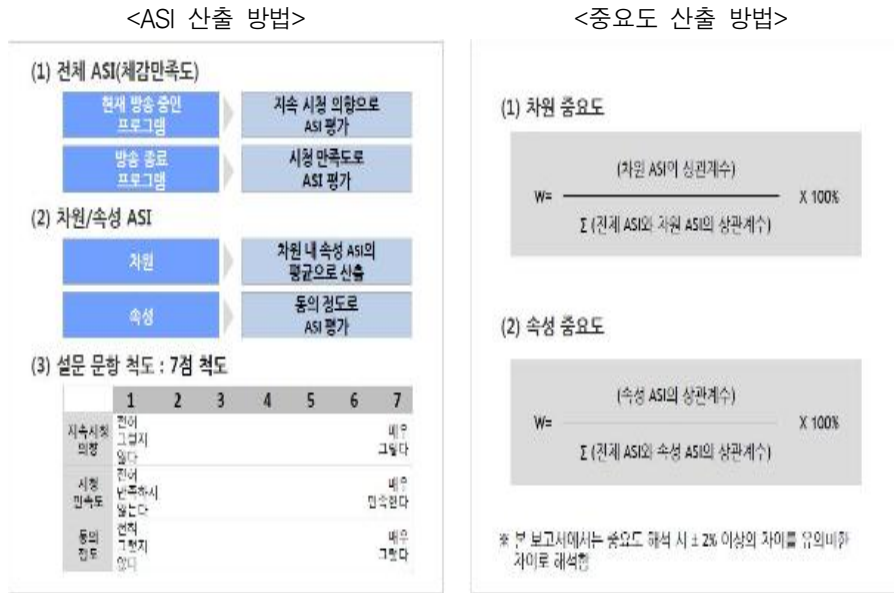 <ASI 산출 방법>
(1) 전체 ASI(체감만족도)
현재 방송 중인
프로그램
지속 시청 의향으로
ASI 평가
방송 종료
프로그램
시청 만족도로
ASI 평가
(2) 차원/속성 ASI
차원
차원 내 속성 ASI의
평균으로 산출
속성
동의 정도로
ASI 평가
(3) 설문 문항 척도 : 7점 척도
1 2 3 4 5 6 7
지속시청
의향
전혀
그렇지
않다
매우
그렇다
시청
만족도
전혀
만족하지
않는다
매우
만족한다
동의
정도
전혀
그렇지
않다
매우
그렇다
<중요도 산출 방법>
(1) 차원 중요도
(차원 ASI의 상관계수)
W= X 100%
Σ (전체 ASI와 차원 ASI의 상관계수)
(2) 속성 중요도
(속성 ASI의 상관계수)
W= X 100%
Σ (전체 ASI와 속성 ASI의 상관계수)
※ 본 보고서에서는 중요도 해석 시 ± 2% 이상의 차이를 유의미한
차이로 해석함